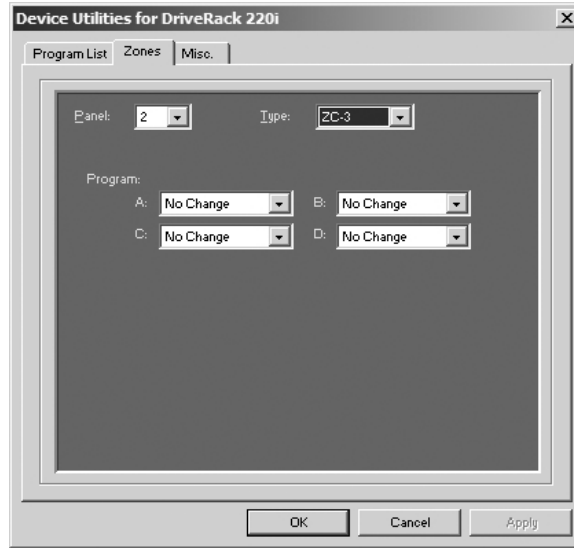 Device Utilities for DriveRack 220i
Program List Zones Misc.
Panel: 2 Type: ZC-3
Program:
A: No Change B: No Change
C: No Change D: No Change
OK Cancel Apply